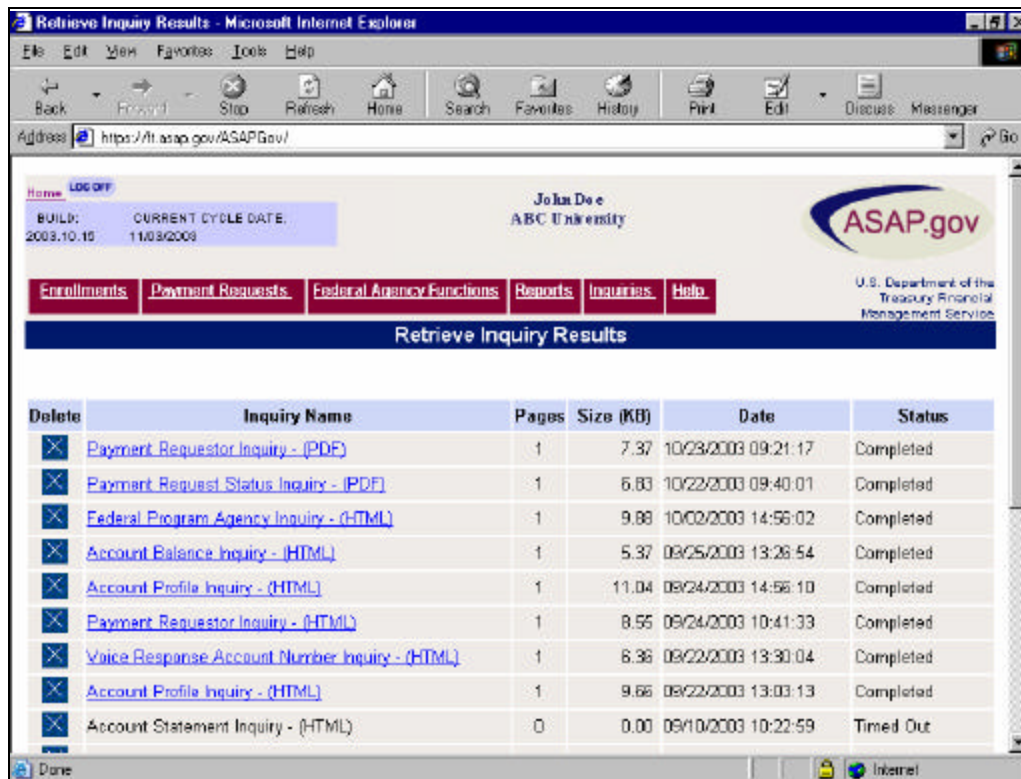 Retrieve Inquiry Results - Microsoft Internet Explorer
File Edit View Favorites Tools Help
Back Forward Stop Refresh Home Search Favorites History Print Edit Discuss Messenger
Address https://ft.asap.gov/ASAPGov/ Go
Home LOG OFF
BUILD: CURRENT CYCLE DATE:
2003.10.15 11/03/2003
John Doe
ABC University
ASAP.gov
U.S. Department of the
Treasury Financial
Management Service
Enrollments Payment Requests Federal Agency Functions Reports Inquiries Help
Retrieve Inquiry Results
Delete Inquiry Name Pages Size (KB) Date Status
Payment Requestor Inquiry - (PDF) 1 7.37 10/23/2003 09:21:17 Completed
Payment Request Status Inquiry - (PDF) 1 6.83 10/22/2003 09:40:01 Completed
Federal Program Agency Inquiry - (HTML) 1 9.88 10/02/2003 14:56:02 Completed
Account Balance Inquiry - (HTML) 1 5.37 09/25/2003 13:26:54 Completed
Account Profile Inquiry - (HTML) 1 11.04 09/24/2003 14:56:10 Completed
Payment Requestor Inquiry - (HTML) 1 8.55 09/24/2003 10:41:33 Completed
Voice Response Account Number Inquiry - (HTML) 1 6.36 09/22/2003 13:30:04 Completed
Account Profile Inquiry - (HTML) 1 9.66 09/22/2003 13:03:13 Completed
Account Statement Inquiry - (HTML) 0 0.00 09/10/2003 10:22:59 Timed Out
Done Internet